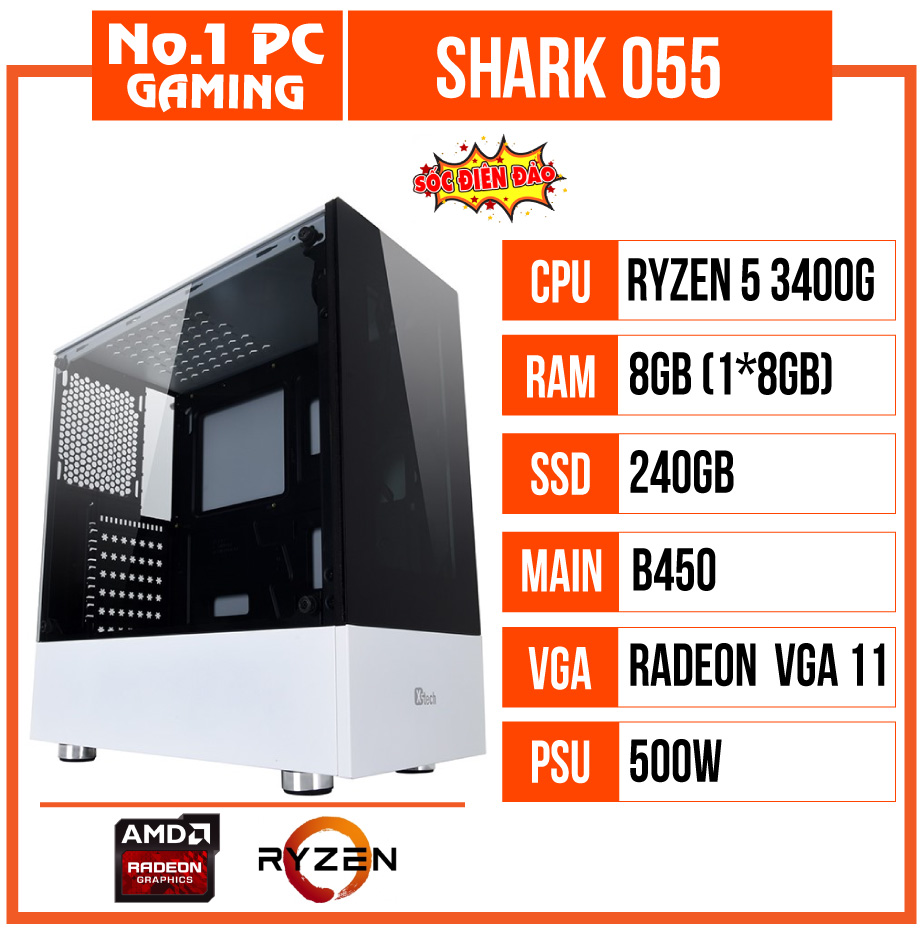 No.1 PC
GAMING
SHARK 055
SỐC ĐIÊN ĐẢO
CPU RYZEN 5 3400G
RAM 8GB (1*8GB)
SSD 240GB
MAIN B450
VGA RADEON VGA 11
PSU 500W
Xtech
AMD
RADEON
GRAPHICS
RYZEN